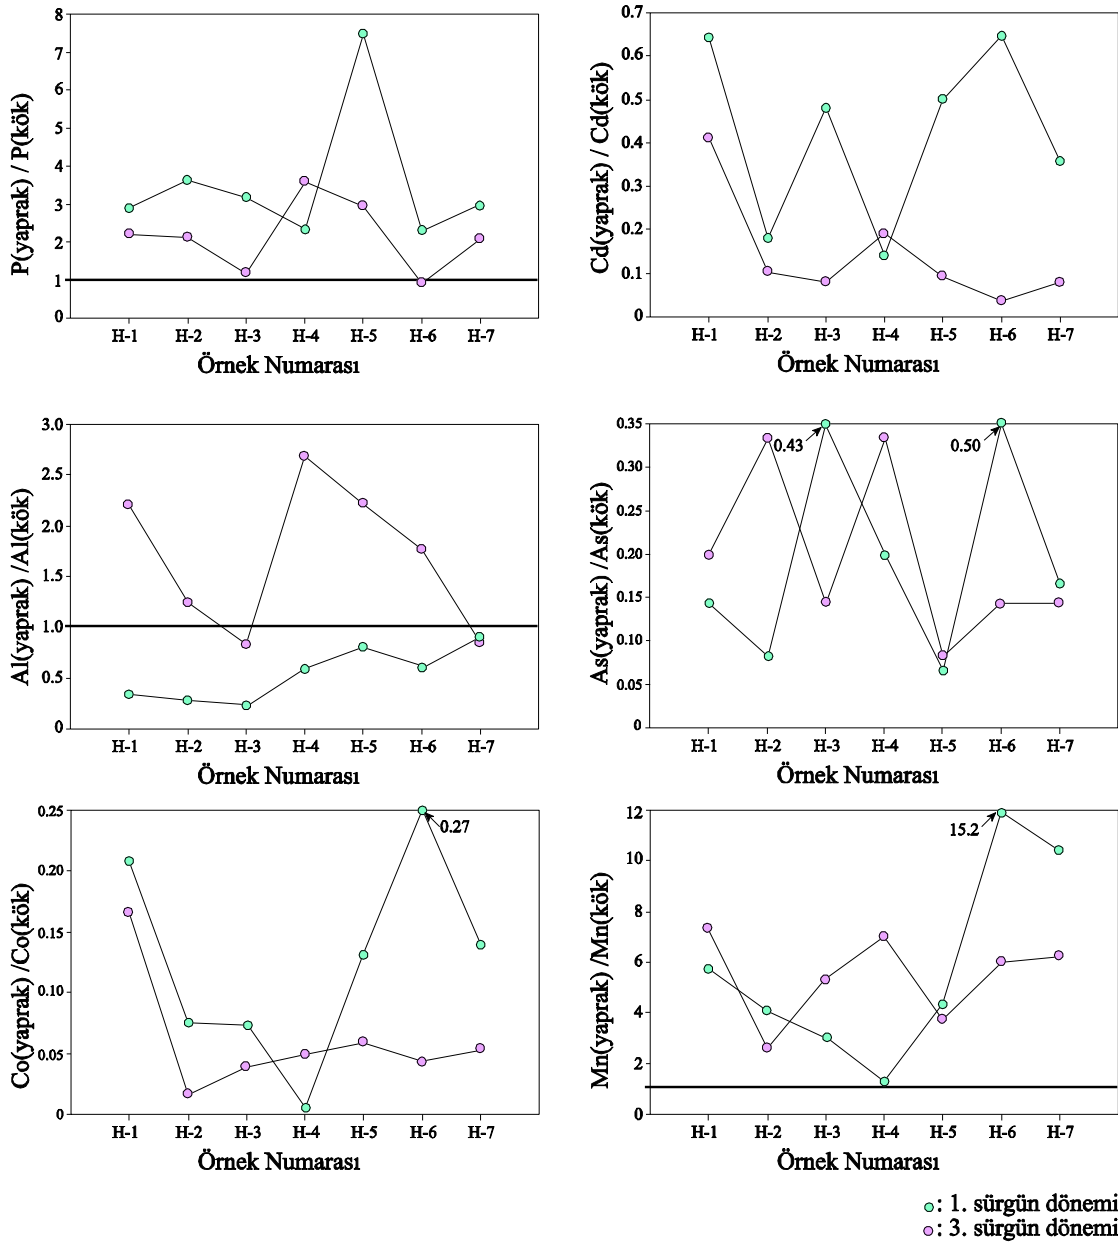 P(yaprak) / P(kök)
8
7
6
5
4
3
2
1
0
H-1 H-2 H-3 H-4 H-5 H-6 H-7
Örnek Numarası
Cd(yaprak) / Cd(kök)
0.7
0.6
0.5
0.4
0.3
0.2
0.1
0
H-1 H-2 H-3 H-4 H-5 H-6 H-7
Örnek Numarası
Al(yaprak) /Al(kök)
3.0
2.5
2.0
1.5
1.0
0.5
0
H-1 H-2 H-3 H-4 H-5 H-6 H-7
Örnek Numarası
As(yaprak) /As(kök)
0.35
0.30
0.25
0.20
0.15
0.10
0.05
0
0.43
0.50
H-1 H-2 H-3 H-4 H-5 H-6 H-7
Örnek Numarası
Co(yaprak) /Co(kök)
0.25
0.20
0.15
0.10
0.05
0
0.27
H-1 H-2 H-3 H-4 H-5 H-6 H-7
Örnek Numarası
Mn(yaprak) /Mn(kök)
12
10
8
6
4
2
0
15.2
H-1 H-2 H-3 H-4 H-5 H-6 H-7
Örnek Numarası
: 1. sürgün dönemi
: 3. sürgün dönemi